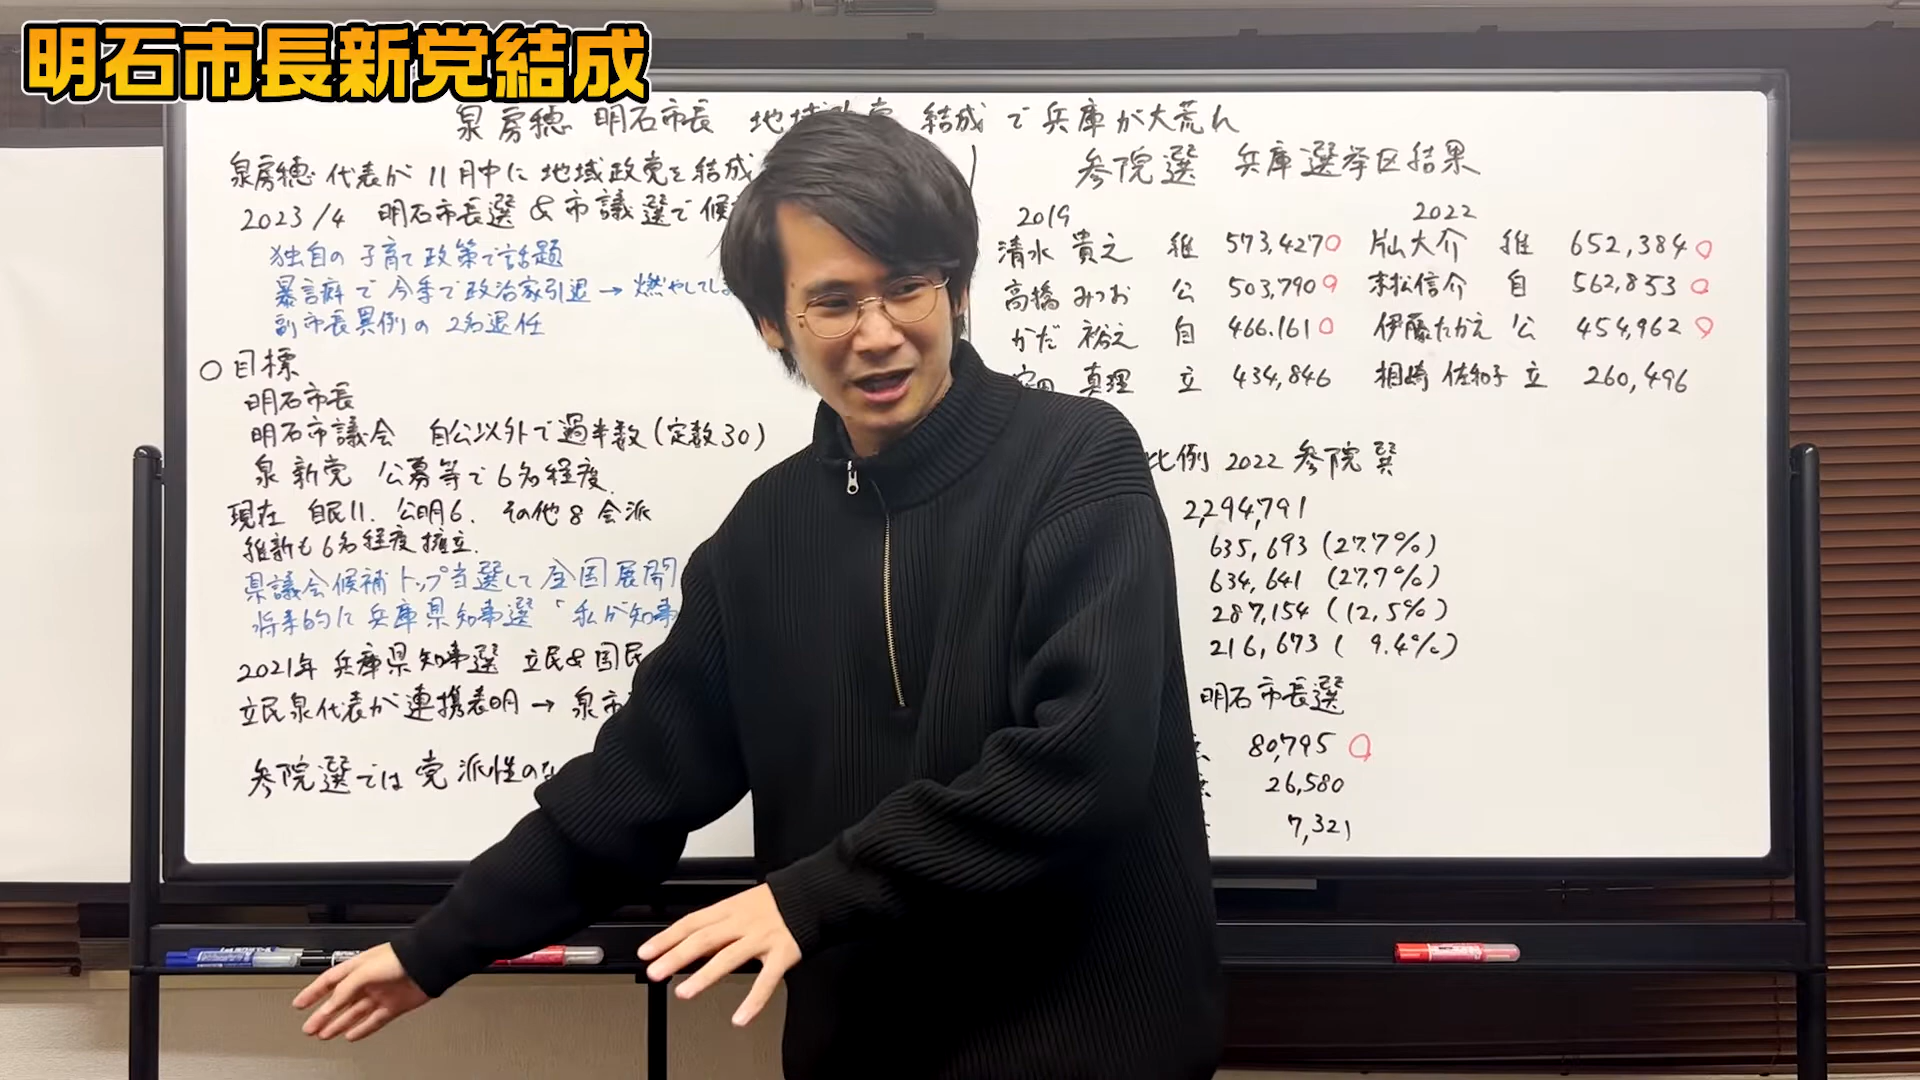 明石市長新党結成
泉房穂 明石市長 地域政党 結成 で 兵庫が大荒れ
泉房穂 代表が 11月中に 地域政党を結成
2023/4 明石市長選 & 市議選で候
独自の 子育て政策で話題
暴言癖で 今季で政治家引退 → 燃やしてしま
副市長異例の 2名退任
○目標
明石市長
明石市議会 自公以外で過半数(定数30)
泉 新党 公募等で6名程度.
現在 自民11. 公明6. その他8 会派
維新も6名程度 擁立.
県議会候補トップ当選して 全国展開
将来的に兵庫県知事選「私が知事
2021年 兵庫県知事選 立民&国民
立民泉代表が連携表明 → 泉市
参院選では党派性のな
参院選 兵庫選挙区結果
2019
清水 貴之 維 573,427○
高橋 みつお 公 503,790○
かだ 裕之 自 466.161○
真理 立 434,846
2022
片山大介 維 652,384○
末松信介 自 562,853○
伊藤たかえ 公 454,962○
相崎 佐和子 立 260,496
比例 2022 参院選
2,294,791
635,693 (27.7%)
634,641 (27.7%)
287,154 (12,5%)
216,673 ( 9.4%)
明石市長選
80,795 ○
26,580
7,321